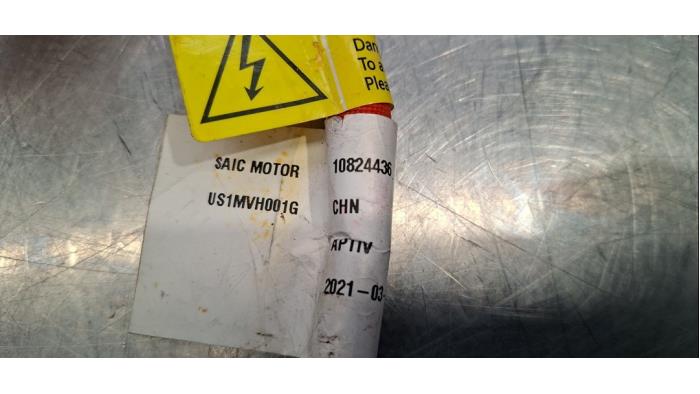 Dan
To a
Plea
SAIC MOTOR 10824436
US1MVH001G CHN
APTIV
2021-03